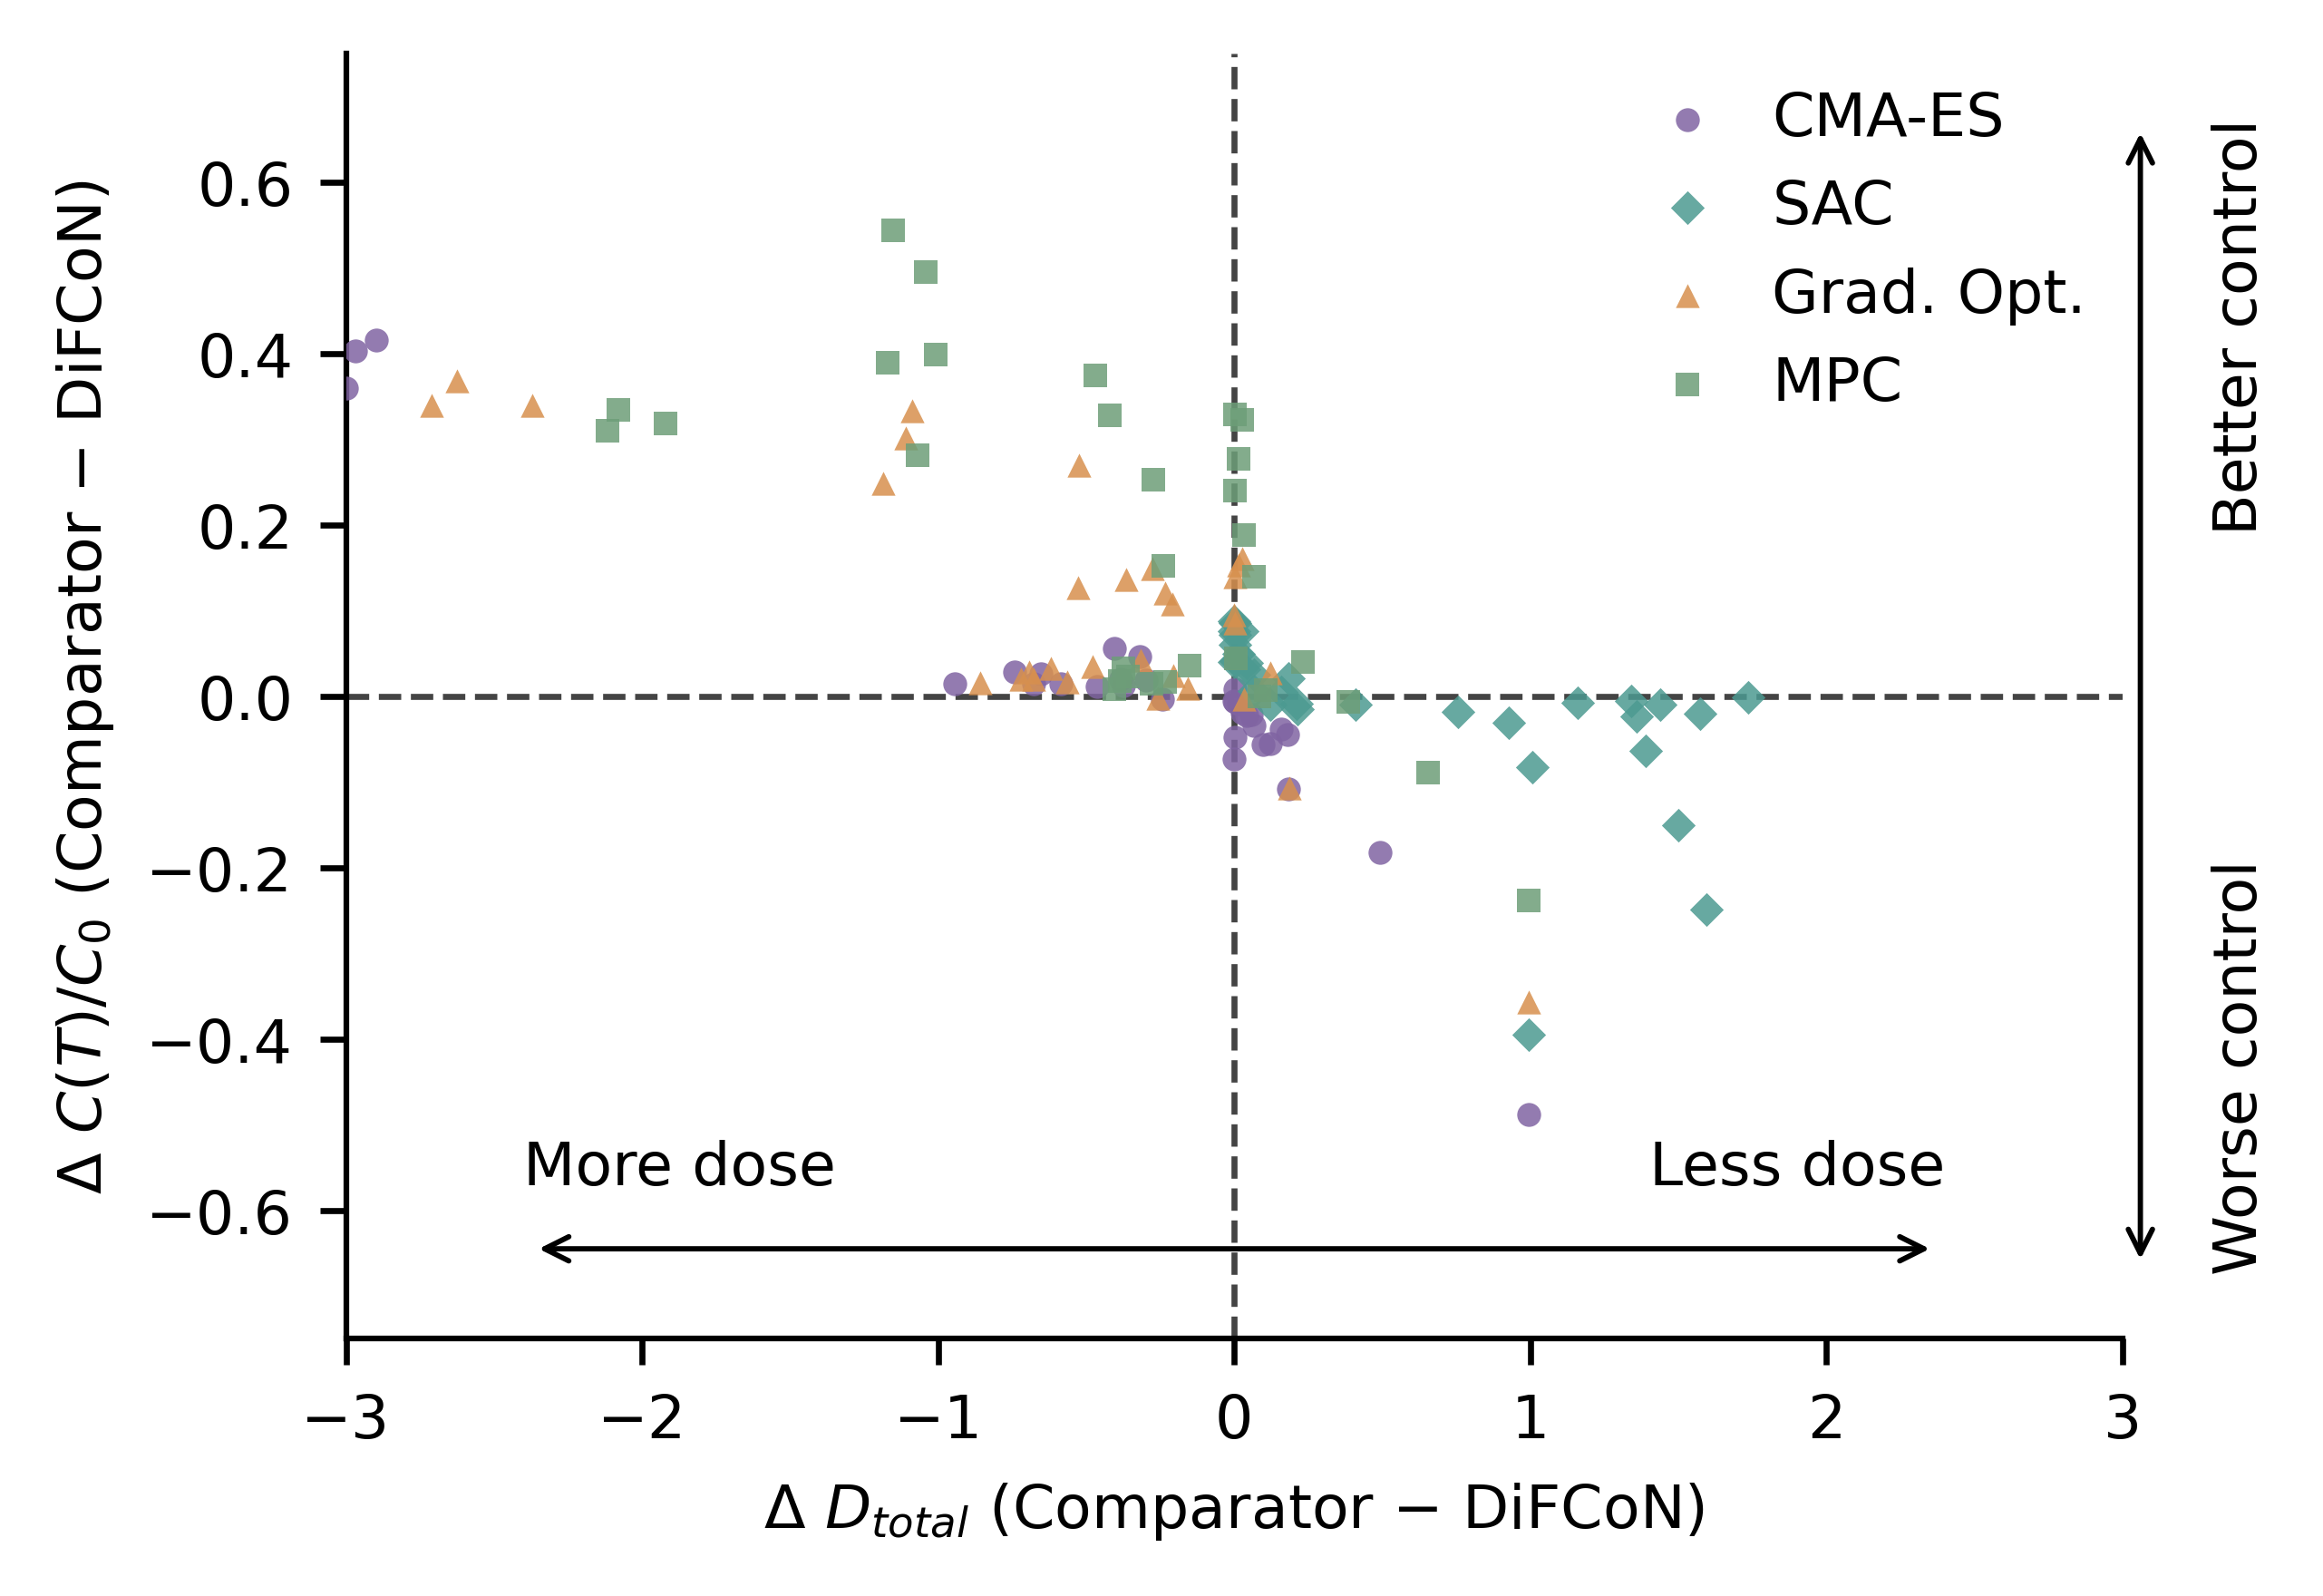 CMA-ES
SAC
Grad. Opt.
MPC
Better control
Worse control
0.6
0.4
0.2
0.0
−0.2
−0.4
−0.6
Δ C(T)/C₀ (Comparator − DiFCoN)
More dose
Less dose
−3
−2
−1
0
1
2
3
Δ D_total (Comparator − DiFCoN)